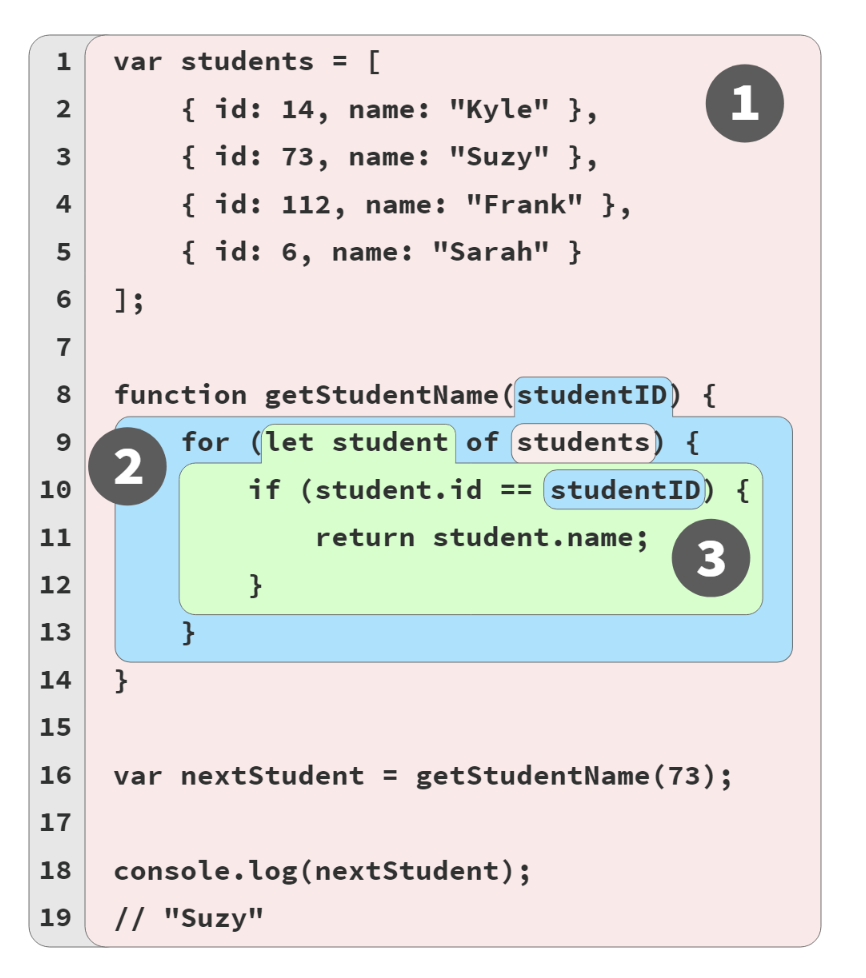 1 var students = [
2 { id: 14, name: "Kyle" },
1
3 { id: 73, name: "Suzy" },
4 { id: 112, name: "Frank" },
5 { id: 6, name: "Sarah" }
6 ];
7
8 function getStudentName(studentID) {
9 for (let student of students) {
2
10 if (student.id == studentID) {
11 return student.name;
3
12 }
13 }
14 }
15
16 var nextStudent = getStudentName(73);
17
18 console.log(nextStudent);
19 // "Suzy"